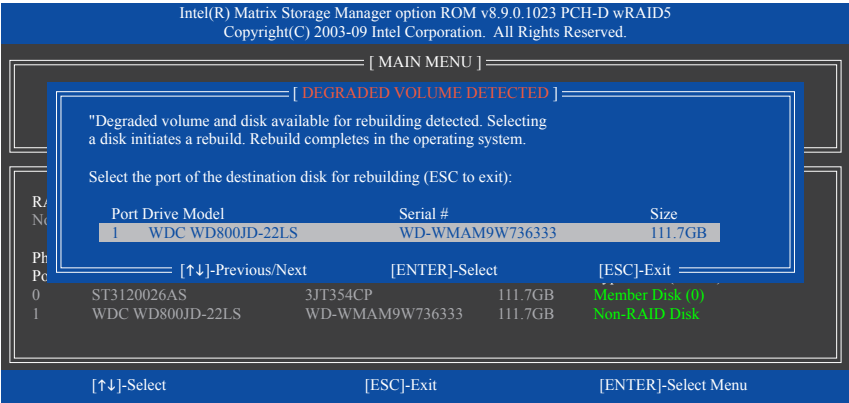 Intel(R) Matrix Storage Manager option ROM v8.9.0.1023 PCH-D wRAID5
Copyright(C) 2003-09 Intel Corporation. All Rights Reserved.
[ MAIN MENU ]
[ DEGRADED VOLUME DETECTED ]
"Degraded volume and disk available for rebuilding detected. Selecting
a disk initiates a rebuild. Rebuild completes in the operating system.
Select the port of the destination disk for rebuilding (ESC to exit):
Port Drive Model Serial # Size
1 WDC WD800JD-22LS WD-WMAM9W736333 111.7GB
[↑↓]-Previous/Next [ENTER]-Select [ESC]-Exit
0 ST3120026AS 3JT354CP 111.7GB Member Disk (0)
1 WDC WD800JD-22LS WD-WMAM9W736333 111.7GB Non-RAID Disk
[↑↓]-Select [ESC]-Exit [ENTER]-Select Menu